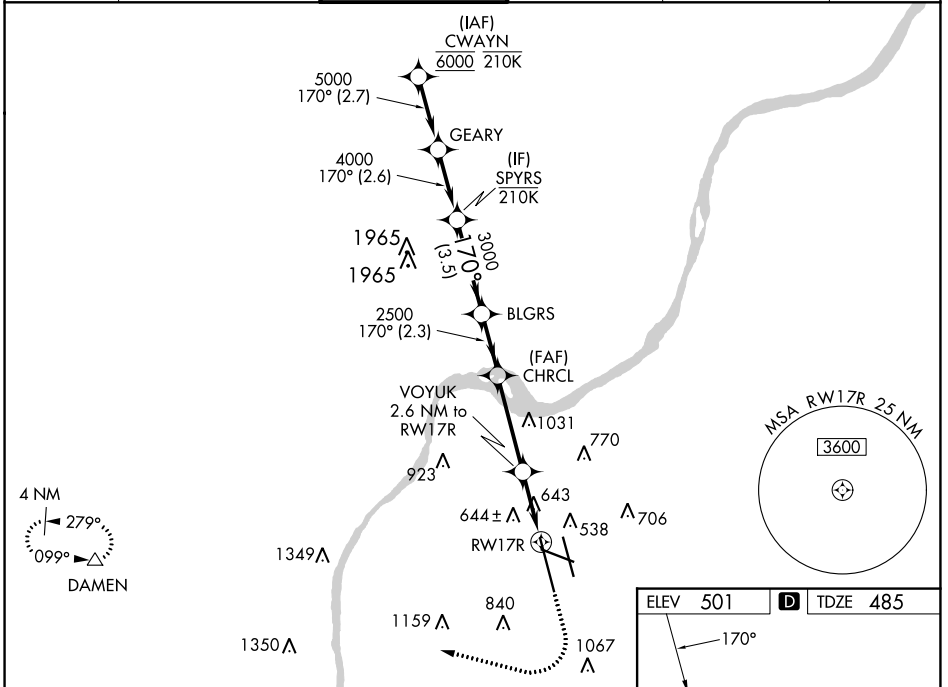 (IAF)
CWAYN
6000 210K
5000
170° (2.7)
GEARY
4000
170° (2.6)
(IF)
SPYRS
210K
1965
1965
3000
170°
(3.5)
2500
170° (2.3)
BLGRS
(FAF)
CHRCL
VOYUK
2.6 NM to
RW17R
1031
770
923
MSA RW17R 25 NM
3600
4 NM
279°
099°
DAMEN
643
644±
538
706
RW17R
1349
1159
840
1350
1067
ELEV 501 D TDZE 485
170°